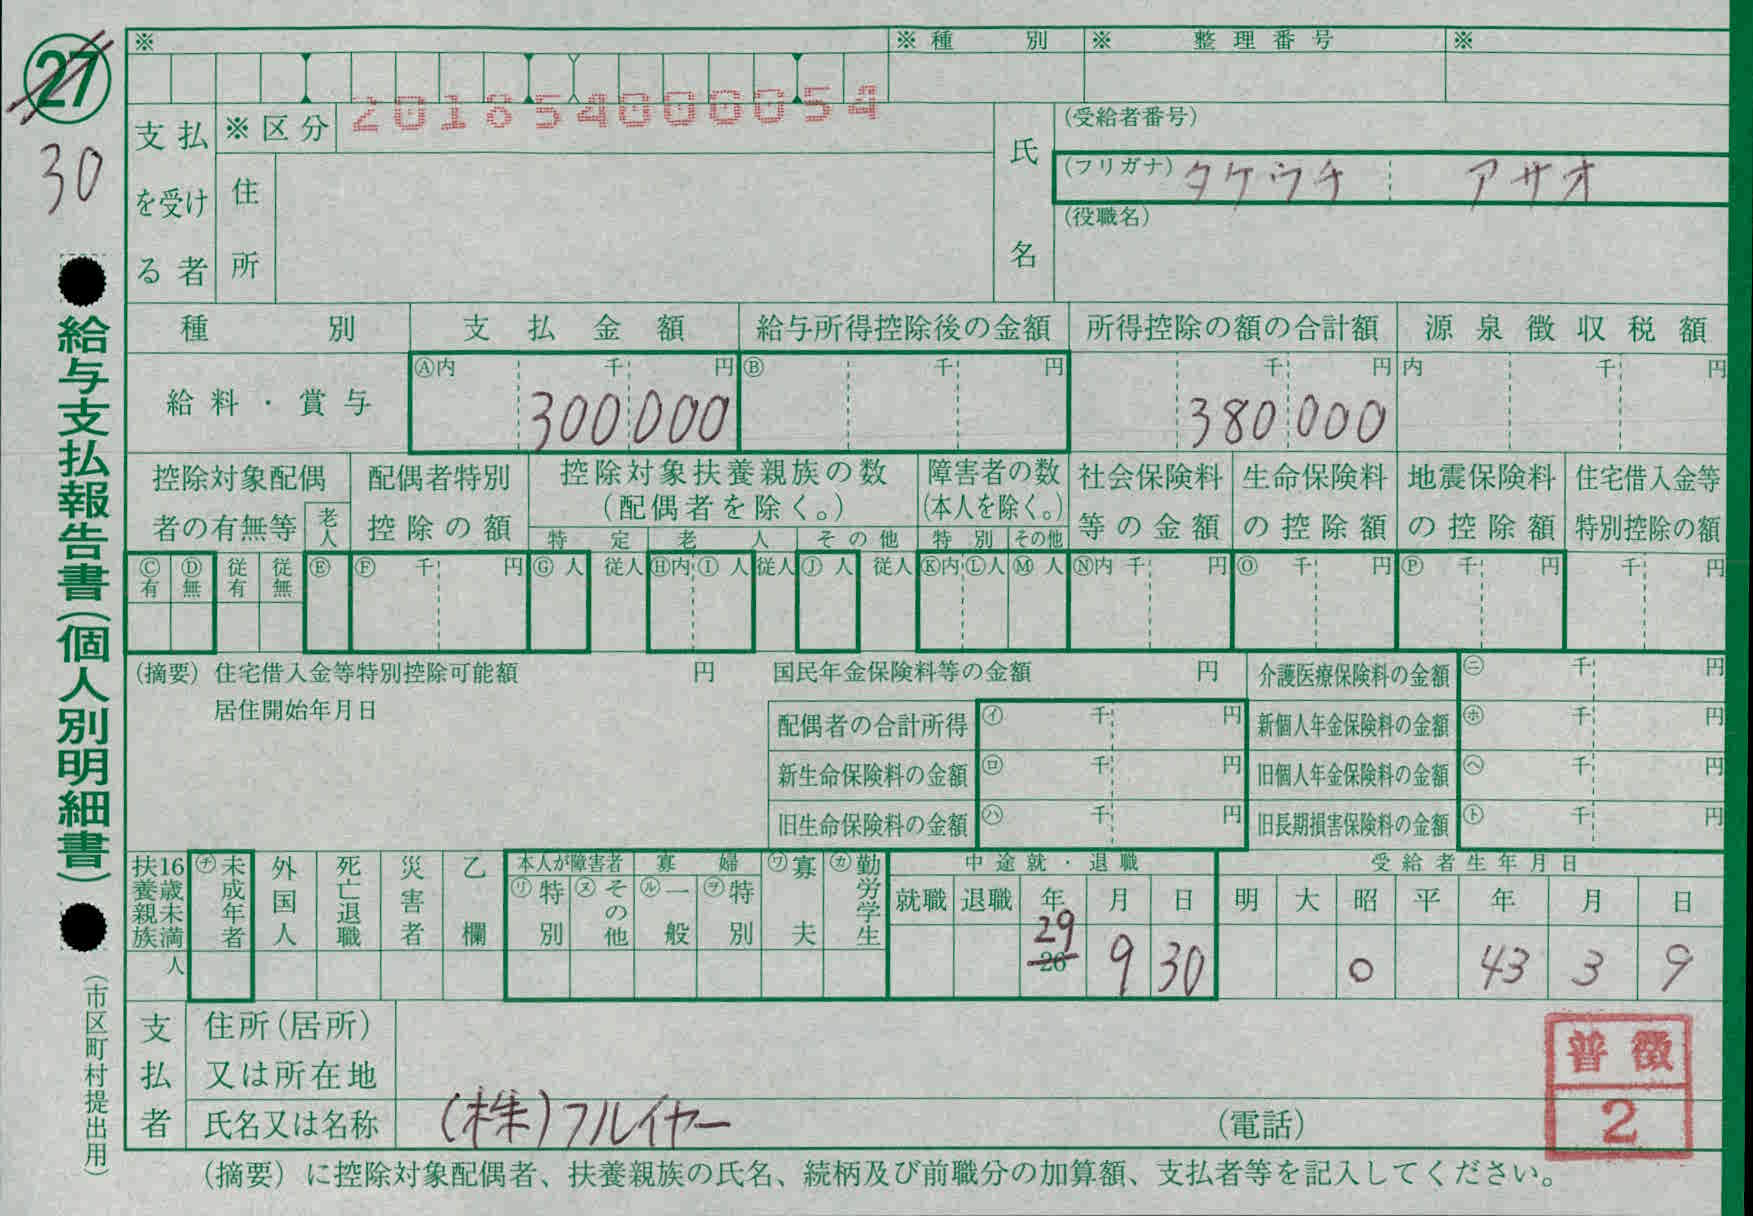 27
30
※
※ 種 別
※ 整 理 番 号
※
201854000054
支払を受ける者
※ 区 分
住所
氏名
(受給者番号)
(フリガナ) タケウチ アサオ
(役職名)
種 別
支 払 金 額
給与所得控除後の金額
所得控除の額の合計額
源 泉 徴 収 税 額
給 料 ・ 賞 与
Ⓐ内 千 円
300 000
Ⓑ 千 円
千 円
380 000
内 千 円
控除対象配偶者の有無等
老人
配偶者特別控除の額
控除対象扶養親族の数
(配偶者を除く。)
特 定
老 人
その他
障害者の数
(本人を除く。)
特 別
その他
社会保険料等の金額
生命保険料の控除額
地震保険料の控除額
住宅借入金等特別控除の額
Ⓒ有
Ⓓ無
従有
従無
Ⓔ
Ⓕ 千 円
Ⓖ 人
従人
Ⓗ内
Ⓘ 人
従人
Ⓙ 人
従人
Ⓚ内
Ⓛ人
Ⓜ 人
Ⓝ内 千 円
Ⓞ 千 円
Ⓟ 千 円
千 円
(摘要) 住宅借入金等特別控除可能額 円
国民年金保険料等の金額 円
居住開始年月日
配偶者の合計所得 ㋑ 千 円
新生命保険料の金額 ㋺ 千 円
旧生命保険料の金額 ㋩ 千 円
介護医療保険料の金額 ㋥ 千 円
新個人年金保険料の金額 ㋭ 千 円
旧個人年金保険料の金額 ㋬ 千 円
旧長期損害保険料の金額 ㋣ 千 円
16歳未満扶養親族
人
㋠未成年者
外国人
死亡退職
災害者
乙欄
本人が障害者
㋷特別
㋦その他
寡 婦
㋸一般
㋾特別
㋻寡夫
㋕勤労学生
中 途 就 ・ 退 職
就職 退職 年 月 日
29
26
9 30
受 給 者 生 年 月 日
明 大 昭 平 年 月 日
○ 43 3 9
支払者
住所(居所)
又は所在地
氏名又は名称
(株)フルイヤー
(電話)
普 徴
2
(摘要)に控除対象配偶者、扶養親族の氏名、続柄及び前職分の加算額、支払者等を記入してください。
給与支払報告書(個人別明細書)
(市区町村提出用)